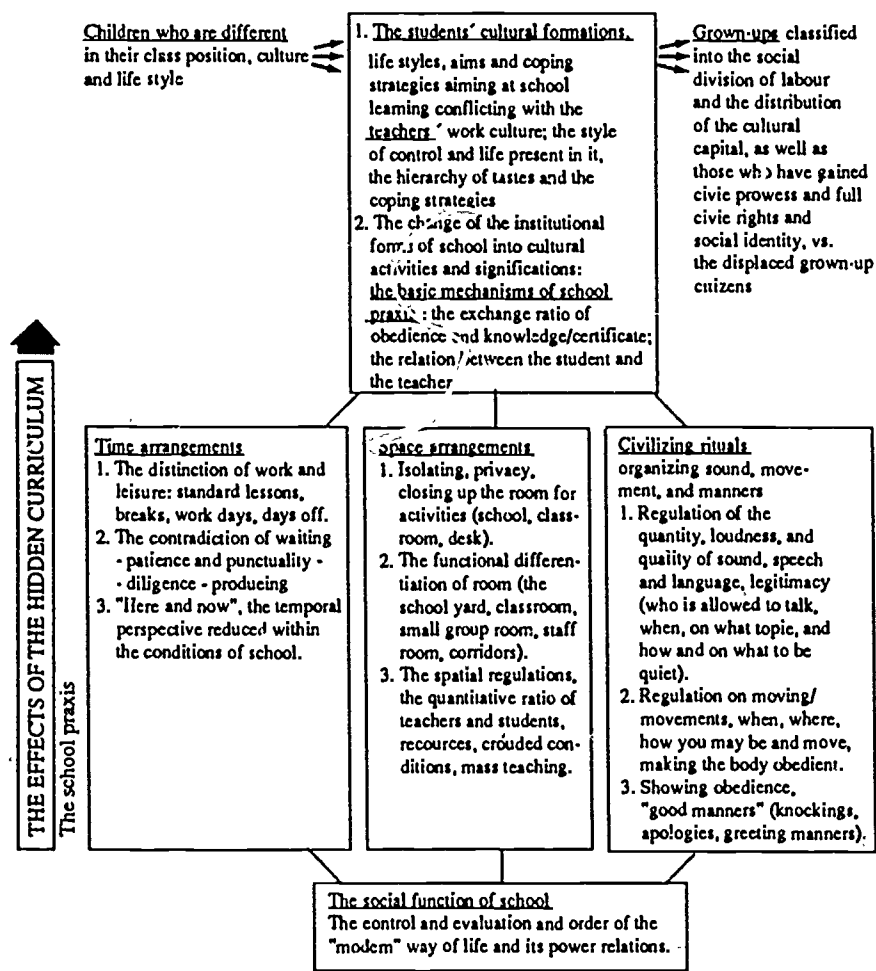 Children who are different
in their class position, culture
and life style
1. The students´ cultural formations,
life styles, aims and coping
strategies aiming at school
learning conflicting with the
teachers´ work culture; the style
of control and life present in it,
the hierarchy of tastes and the
coping strategies
2. The change of the institutional
forms of school into cultural
activities and significations:
the basic mechanisms of school
praxis: the exchange ratio of
obedience and knowledge/certificate;
the relation between the student and
the teacher
Grown-ups classified
into the social
division of labour
and the distribution
of the cultural
capital, as well as
those who have gained
civic prowess and full
civic rights and
social identity, vs.
the displaced grown-up
citizens
THE EFFECTS OF THE HIDDEN CURRICULUM
The school praxis
Time arrangements
1. The distinction of work and
leisure: standard lessons,
breaks, work days, days off.
2. The contradiction of waiting
- patience and punctuality -
- diligence - producing
3. "Here and now", the temporal
perspective reduced within
the conditions of school.
Space arrangements
1. Isolating, privacy,
closing up the room for
activities (school, class-
room, desk).
2. The functional differen-
tiation of room (the
school yard, classroom,
small group room, staff
room, corridors).
3. The spatial regulations,
the quantitative ratio of
teachers and students,
recources, crouded con-
ditions, mass teaching.
Civilizing rituals
organizing sound, move-
ment, and manners
1. Regulation of the
quantity, loudness, and
quality of sound, speech
and language, legitimacy
(who is allowed to talk,
when, on what topic, and
how and on what to be
quiet).
2. Regulation on moving/
movements, when, where,
how you may be and move,
making the body obedient.
3. Showing obedience,
"good manners" (knockings,
apologies, greeting manners).
The social function of school
The control and evaluation and order of the
"modern" way of life and its power relations.